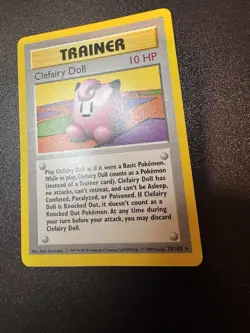 TRAINER
Clefairy Doll 10 HP
Play Clefairy Doll as if it were a Basic Pokémon.
While in play, Clefairy Doll counts as a Pokémon
(instead of a Trainer card). Clefairy Doll has
no attacks, can't retreat, and can't be Asleep,
Confused, Paralyzed, or Poisoned. If Clefairy
Doll is Knocked Out, it doesn't count as a
Knocked Out Pokémon. At any time during
your turn before your attack, you may discard
Clefairy Doll.
70/102